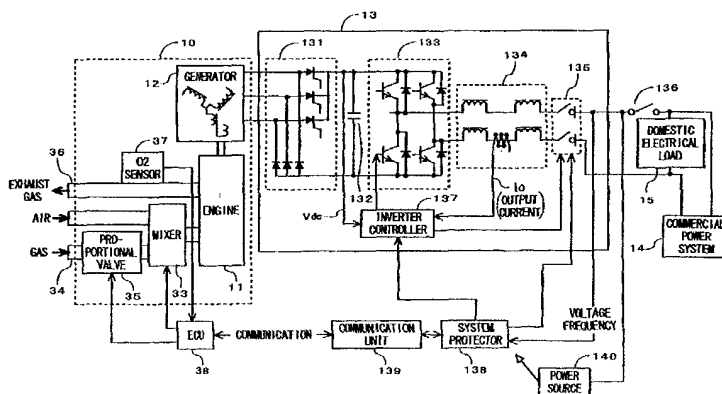 13
10
131
133
134
135
136
12
GENERATOR
37
O2
SENSOR
36
EXHAUST
GAS
AIR
GAS
34
ENGINE
MIXER
PRO-
PORTIONAL
VALVE
35
33
11
132
Vdc
137
INVERTER
CONTROLLER
io
(OUTPUT
CURRENT)
DOMESTIC
ELECTRICAL
LOAD
15
COMMERCIAL
POWER
SYSTEM
14
VOLTAGE
FREQUENCY
ECU
38
COMMUNICATION
COMMUNICATION
UNIT
139
SYSTEM
PROTECTOR
138
140
POWER
SOURCE